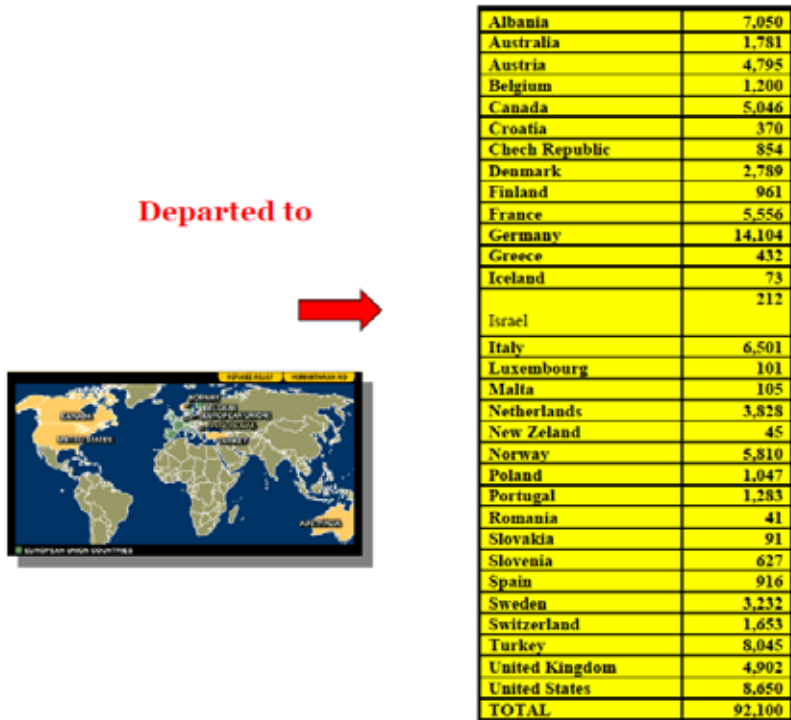 Departed to
REFUGEE RELIEF
HUMANITARIAN AID
NORWAY
BELGIUM
EUROPEAN UNION
CANADA
UNITED STATES
TURKEY
AUSTRALIA
EUROPEAN UNION COUNTRIES
Albania 7,050
Australia 1,781
Austria 4,795
Belgium 1,200
Canada 5,046
Croatia 370
Chech Republic 854
Denmark 2,789
Finland 961
France 5,556
Germany 14,104
Greece 432
Iceland 73
Israel 212
Italy 6,501
Luxembourg 101
Malta 105
Netherlands 3,828
New Zeland 45
Norway 5,810
Poland 1,047
Portugal 1,283
Romania 41
Slovakia 91
Slovenia 627
Spain 916
Sweden 3,232
Switzerland 1,653
Turkey 8,045
United Kingdom 4,902
United States 8,650
TOTAL 92,100